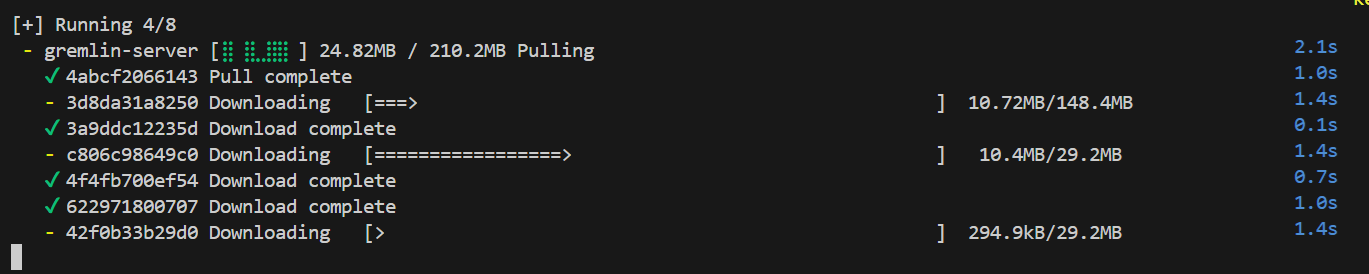 [+] Running 4/8
- gremlin-server [⣿ ⣿⣀⣿⣿ ] 24.82MB / 210.2MB Pulling 2.1s
✓ 4abcf2066143 Pull complete 1.0s
- 3d8da31a8250 Downloading [===> ] 10.72MB/148.4MB 1.4s
✓ 3a9ddc12235d Download complete 0.1s
- c806c98649c0 Downloading [=================> ] 10.4MB/29.2MB 1.4s
✓ 4f4fb700ef54 Download complete 0.7s
✓ 622971800707 Download complete 1.0s
- 42f0b33b29d0 Downloading [> ] 294.9kB/29.2MB 1.4s